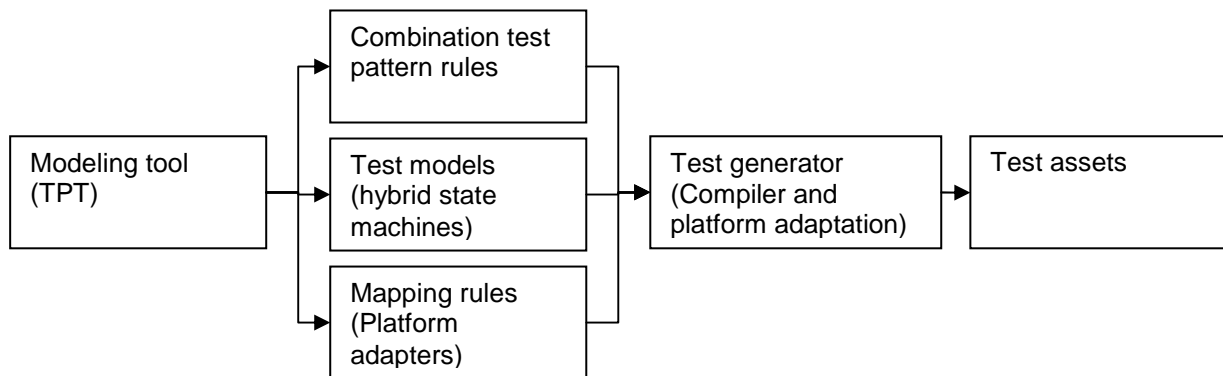 Modeling tool
(TPT)
Combination test
pattern rules
Test models
(hybrid state
machines)
Mapping rules
(Platform
adapters)
Test generator
(Compiler and
platform adaptation)
Test assets